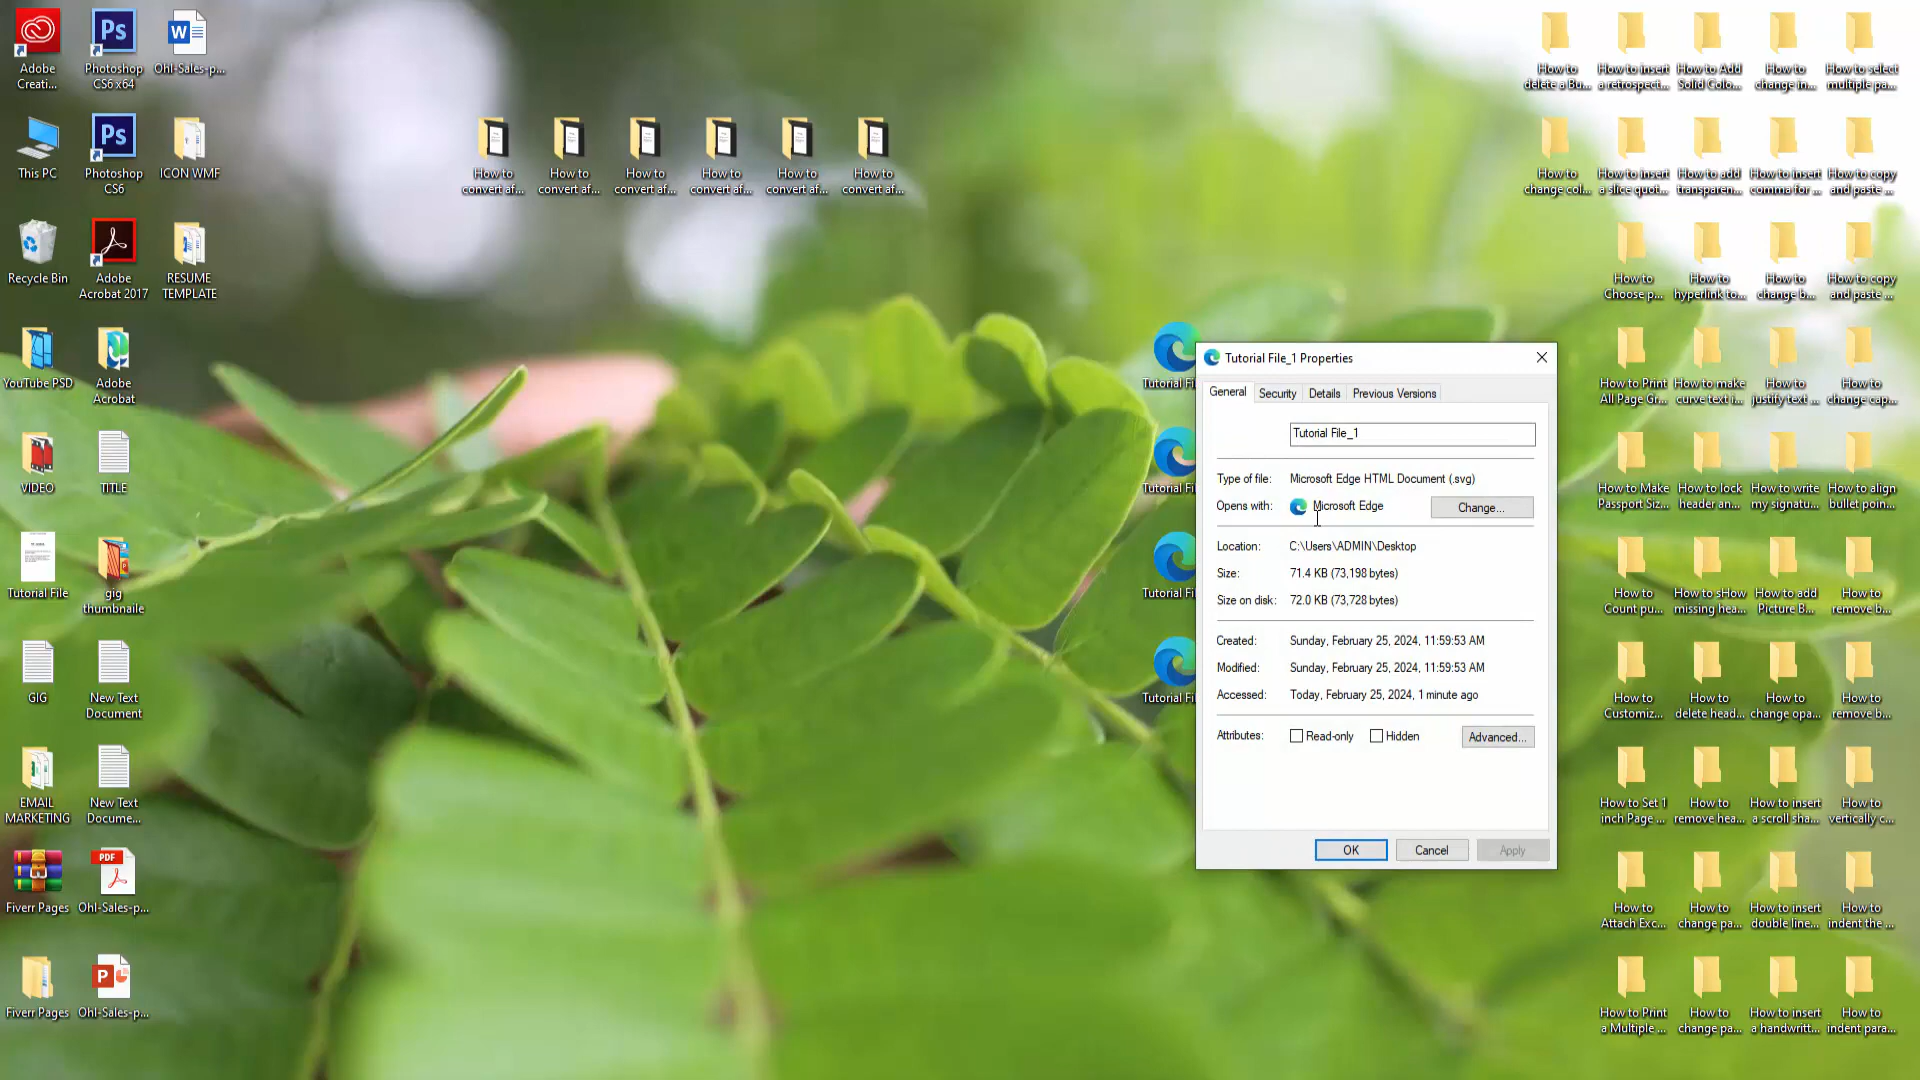 Adobe
Creati...
Photoshop
CS6 x64
Ohl-Sales-p...
This PC
Photoshop
CS6
ICON WMF
Recycle Bin
Adobe
Acrobat 2017
RESUME
TEMPLATE
YouTube PSD
Adobe
Acrobat
VIDEO
TITLE
Tutorial File
gig
thumbnaile
GIG
New Text
Document
EMAIL
MARKETING
New Text
Docume...
Fiverr Pages
PDF
Ohl-Sales-p...
Fiverr Pages
Ohl-Sales-p...
How to
convert af...
How to
convert af...
How to
convert af...
How to
convert af...
How to
convert af...
How to
convert af...
Tutorial Fi
Tutorial Fi
Tutorial Fi
Tutorial Fi
Tutorial File_1 Properties
General Security Details Previous Versions
Tutorial File_1
Type of file: Microsoft Edge HTML Document (.svg)
Opens with: Microsoft Edge Change...
Location: C:\Users\ADMIN\Desktop
Size: 71.4 KB (73,198 bytes)
Size on disk: 72.0 KB (73,728 bytes)
Created: Sunday, February 25, 2024, 11:59:53 AM
Modified: Sunday, February 25, 2024, 11:59:53 AM
Accessed: Today, February 25, 2024, 1 minute ago
Attributes: Read-only Hidden Advanced...
OK Cancel Apply
How to
delete a Bu...
How to insert
a retrospect...
How to Add
Solid Colo...
How to
change in...
How to select
multiple pa...
How to
change col...
How to insert
a slice quot...
How to add
transparen...
How to insert
comma for ...
How to copy
and paste ...
How to
Choose p...
How to
hyperlink to...
How to
change b...
How to copy
and paste ...
How to Print
All Page Gr...
How to make
curve text i...
How to
justify text ...
How to
change cap...
How to Make
Passport Siz...
How to lock
header an...
How to write
my signatu...
How to align
bullet poin...
How to
Count pu...
How to sHow
missing hea...
How to add
Picture B...
How to
remove b...
How to
Customiz...
How to
delete head...
How to
change opa...
How to
remove b...
How to Set 1
inch Page ...
How to
remove hea...
How to insert
a scroll sha...
How to
vertically c...
How to
Attach Exc...
How to
change pa...
How to insert
double line...
How to
indent the ...
How to Print
a Multiple ...
How to
change pa...
How to insert
a handwritt...
How to
indent para...